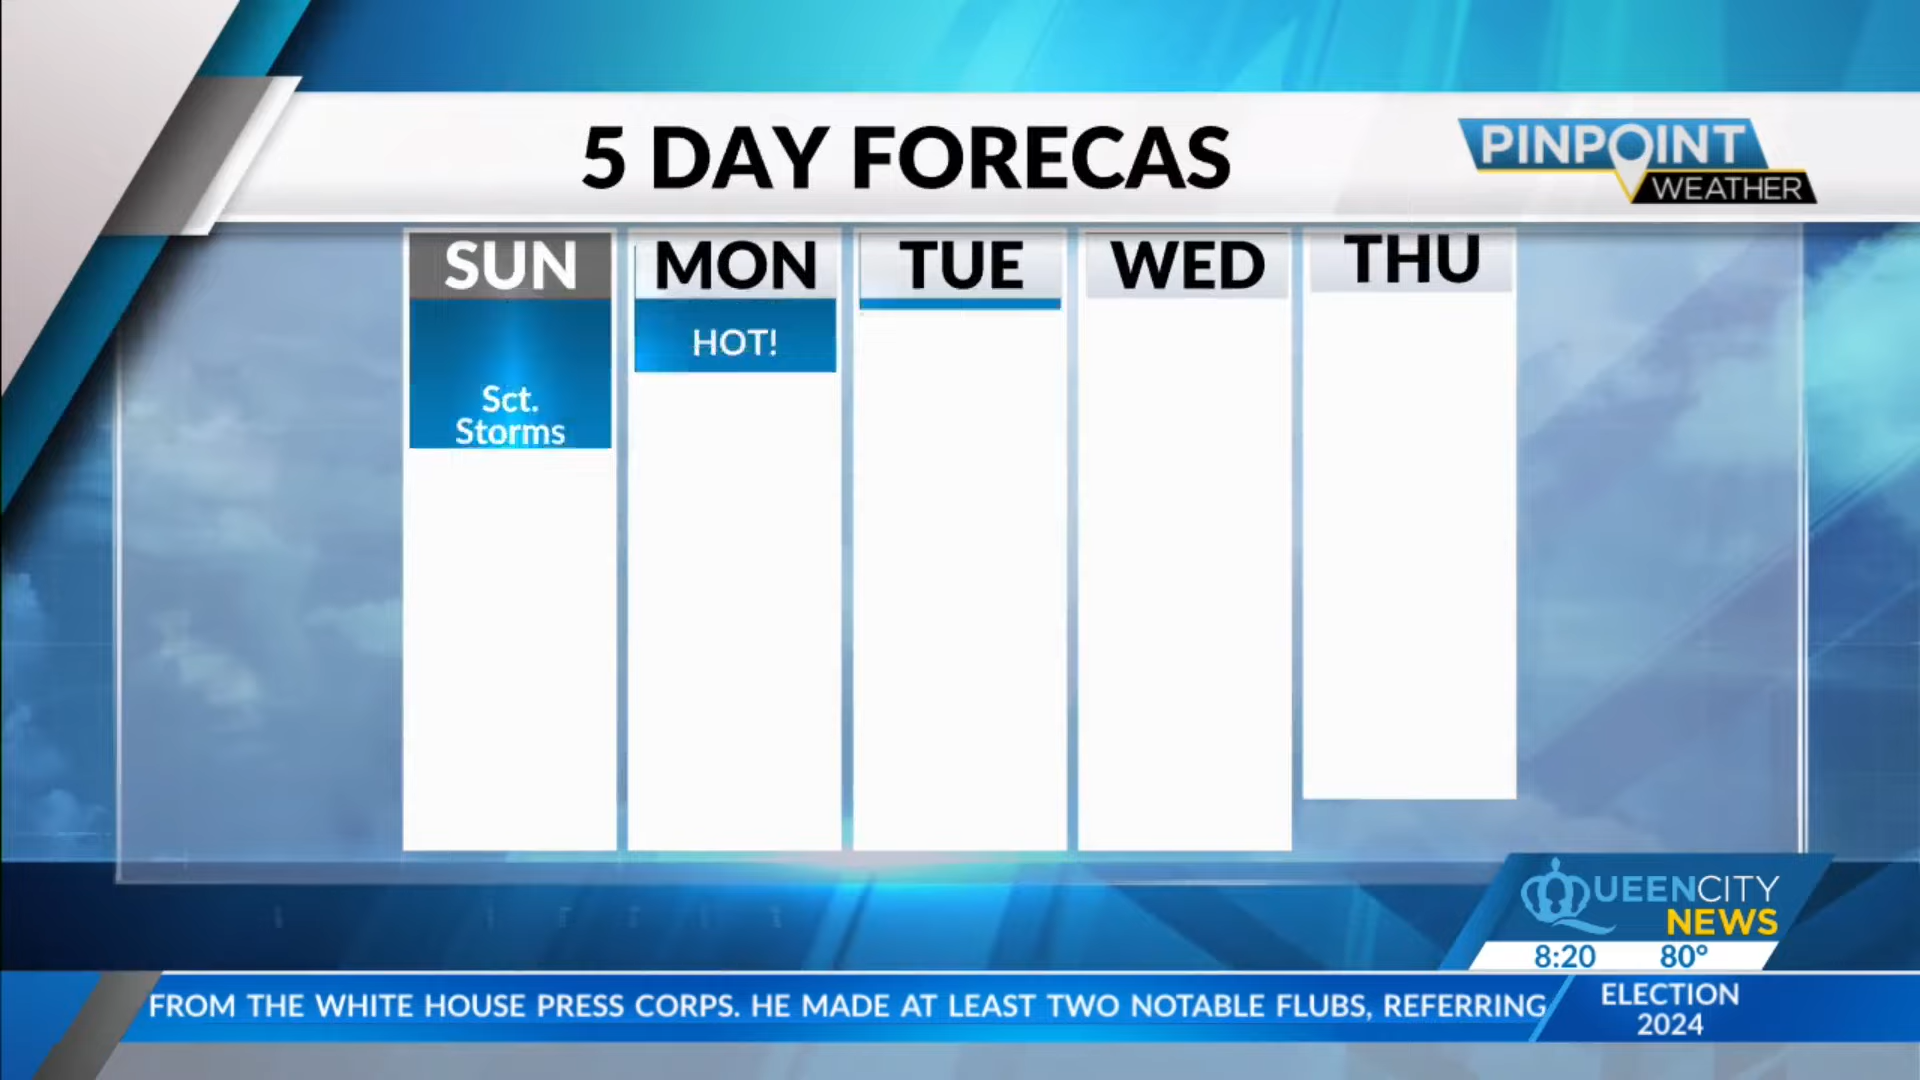 5 DAY FORECAS
PINPOINT
WEATHER
SUN
MON
TUE
WED
THU
Sct.
Storms
HOT!
QUEENCITY
NEWS
8:20 80°
FROM THE WHITE HOUSE PRESS CORPS. HE MADE AT LEAST TWO NOTABLE FLUBS, REFERRING
ELECTION
2024